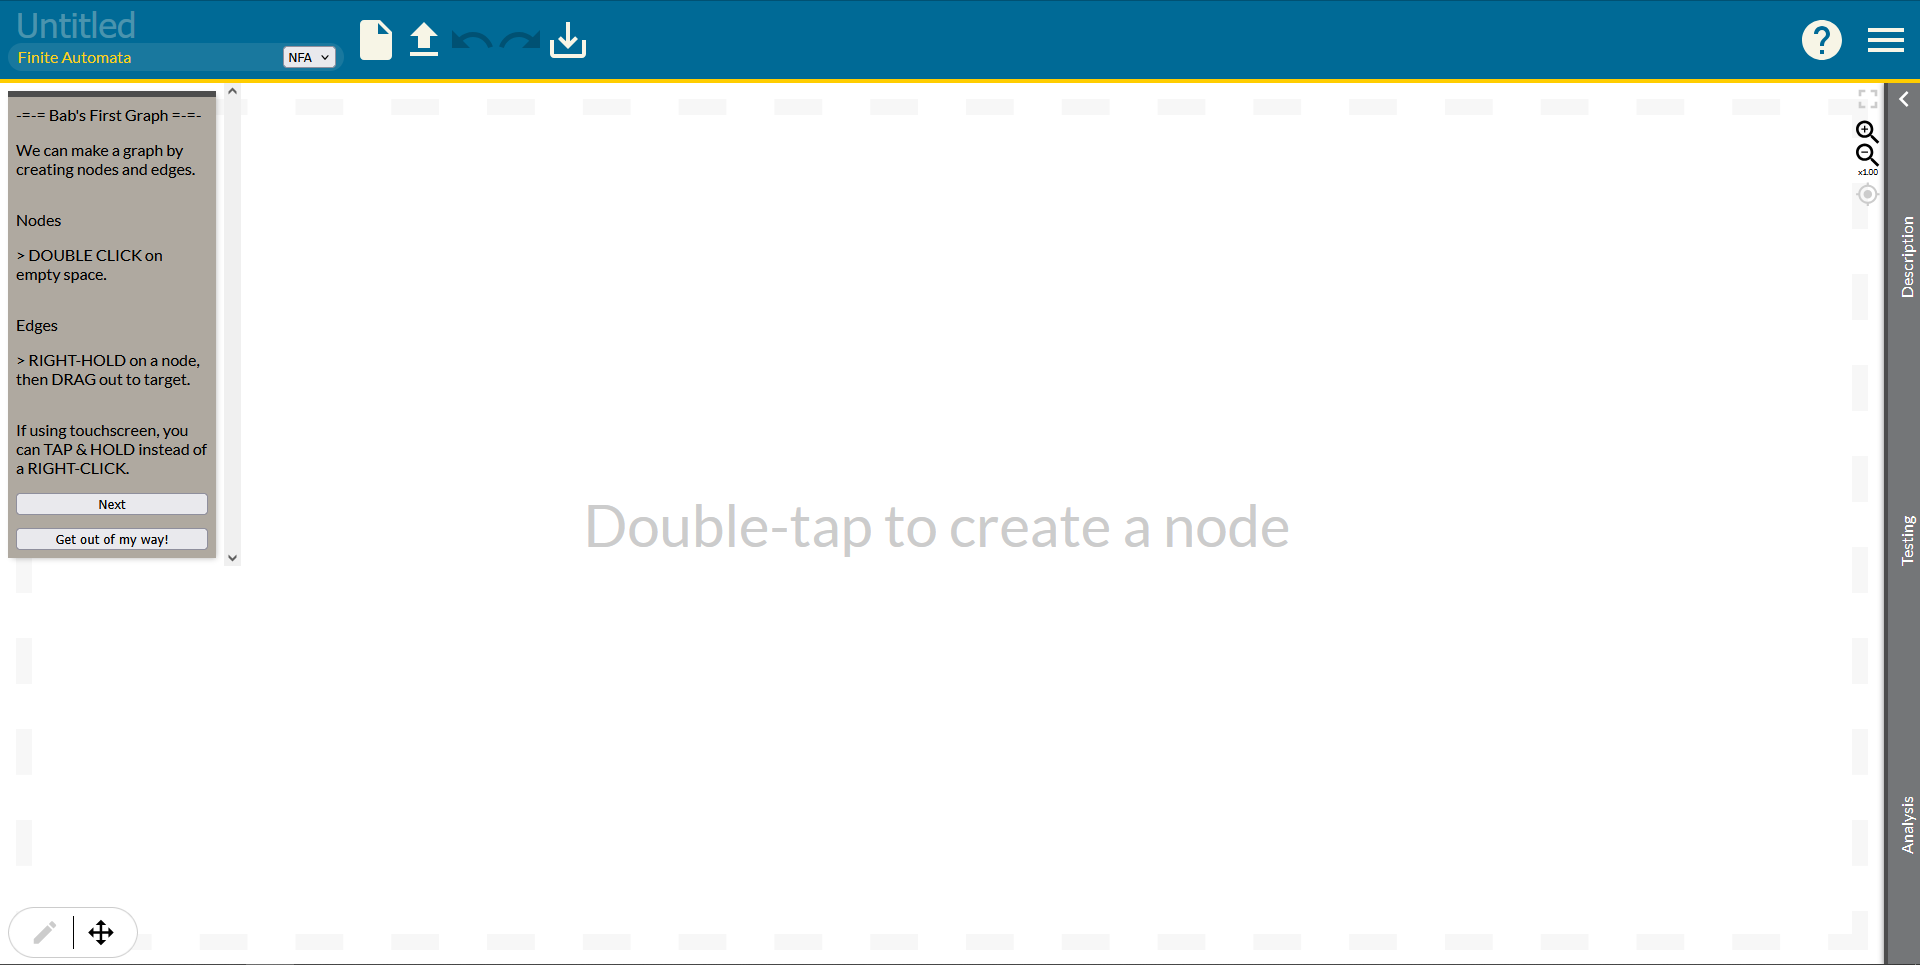 Untitled
Finite Automata
NFA
-=-= Bab's First Graph =-=-
We can make a graph by
creating nodes and edges.
Nodes
> DOUBLE CLICK on
empty space.
Edges
> RIGHT-HOLD on a node,
then DRAG out to target.
If using touchscreen, you
can TAP & HOLD instead of
a RIGHT-CLICK.
Next
Get out of my way!
Double-tap to create a node
x1.00
Description
Testing
Analysis